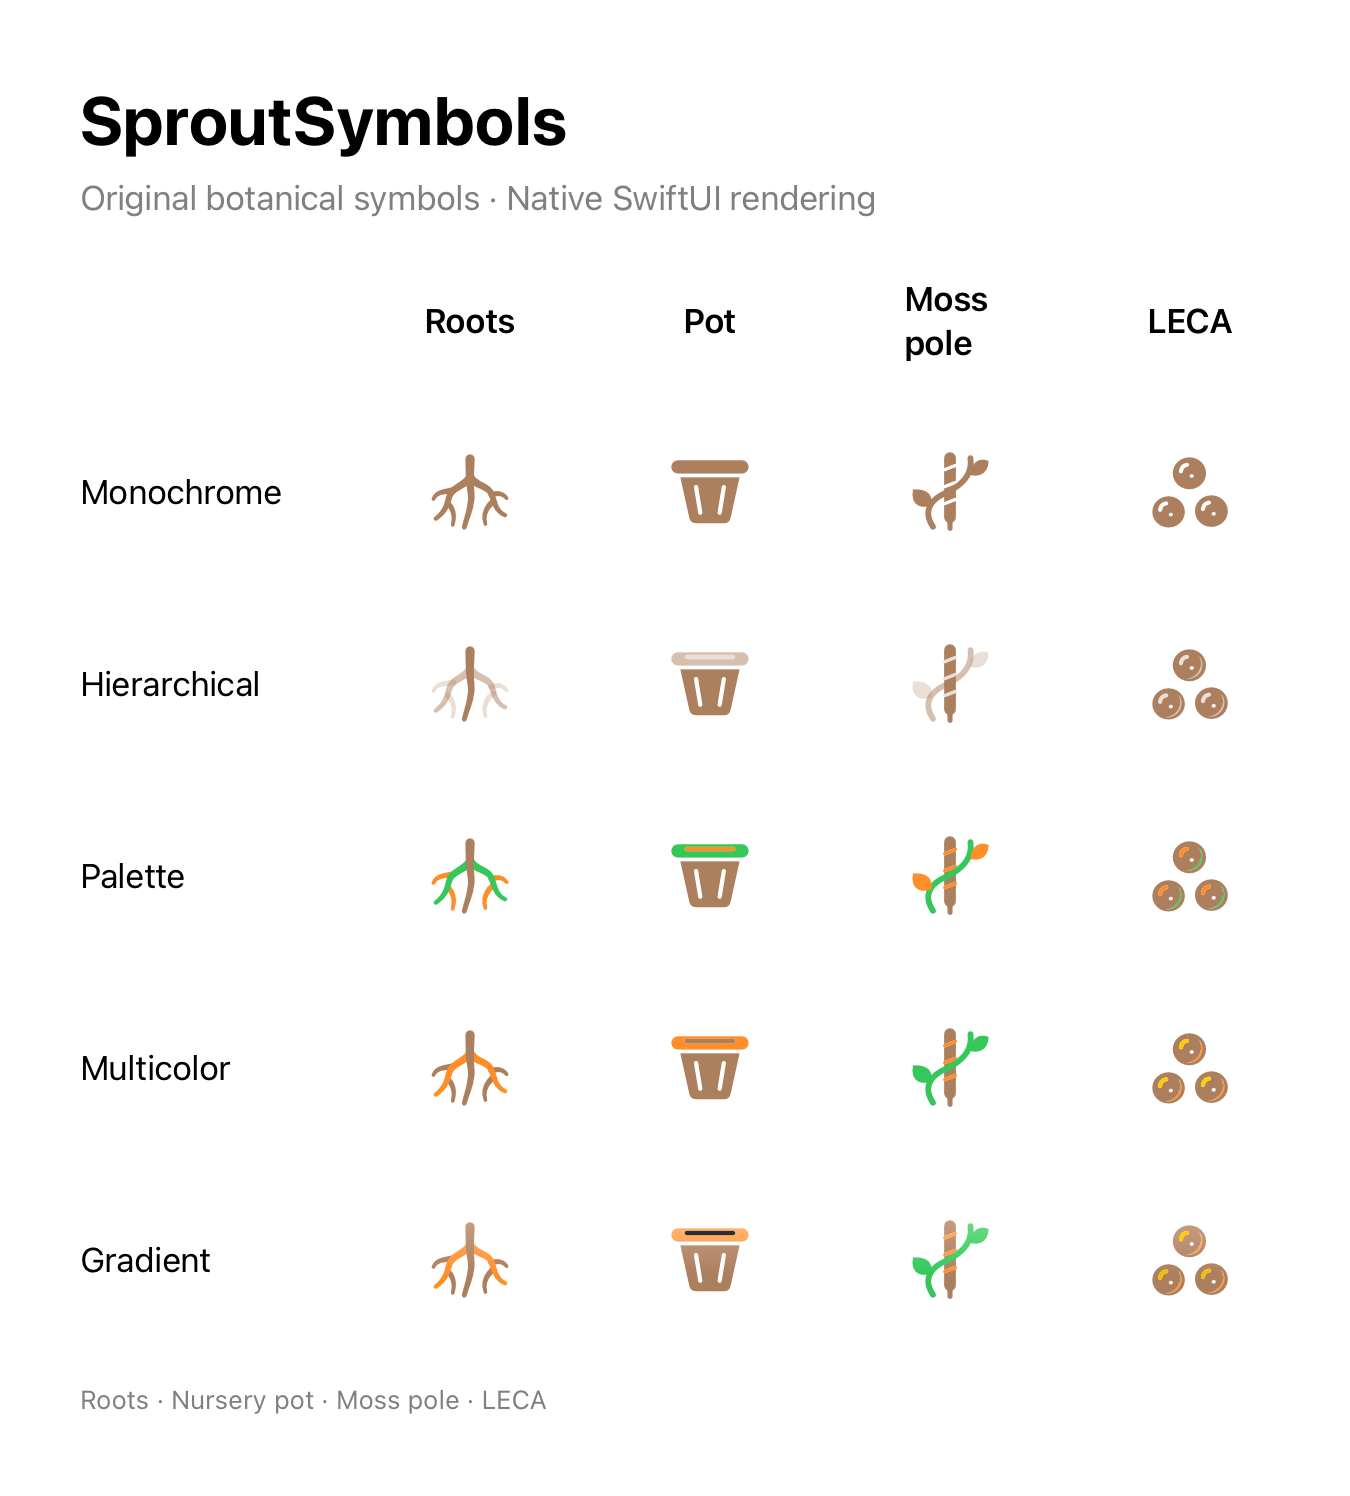 SproutSymbols
Original botanical symbols · Native SwiftUI rendering
Roots Pot Moss pole LECA
Monochrome
Hierarchical
Palette
Multicolor
Gradient
Roots · Nursery pot · Moss pole · LECA